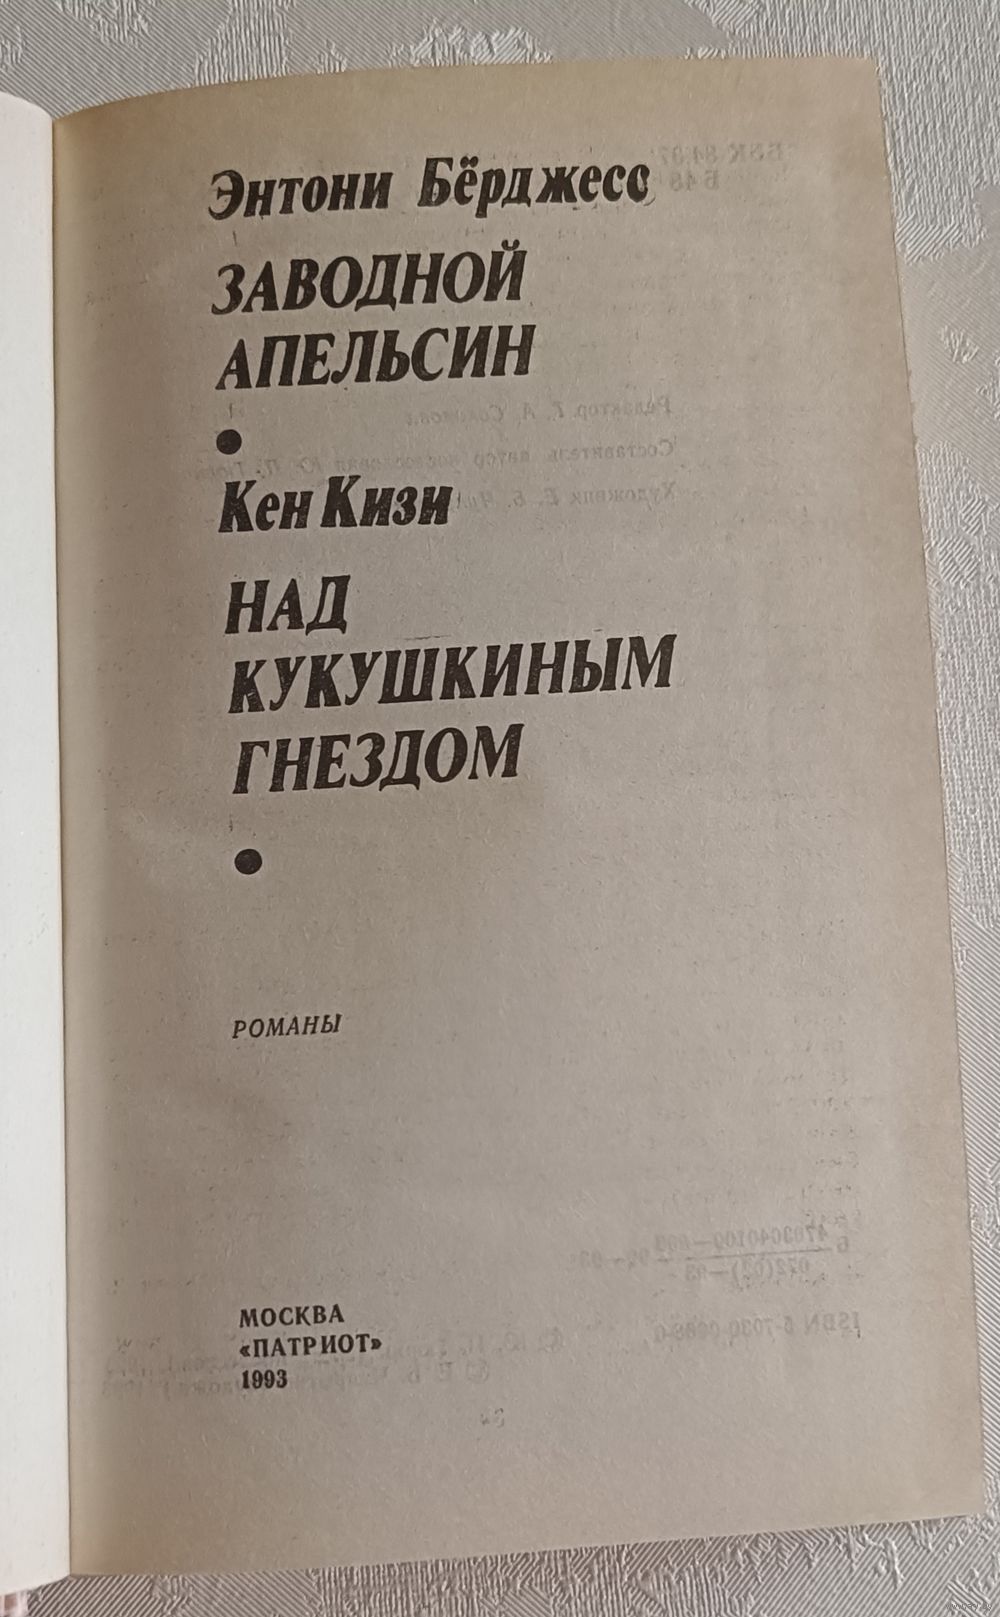 Энтони Бёрджесс
ЗАВОДНОЙ
АПЕЛЬСИН
Кен Кизи
НАД
КУКУШКИНЫМ
ГНЕЗДОМ
РОМАНЫ
МОСКВА
«ПАТРИОТ»
1993